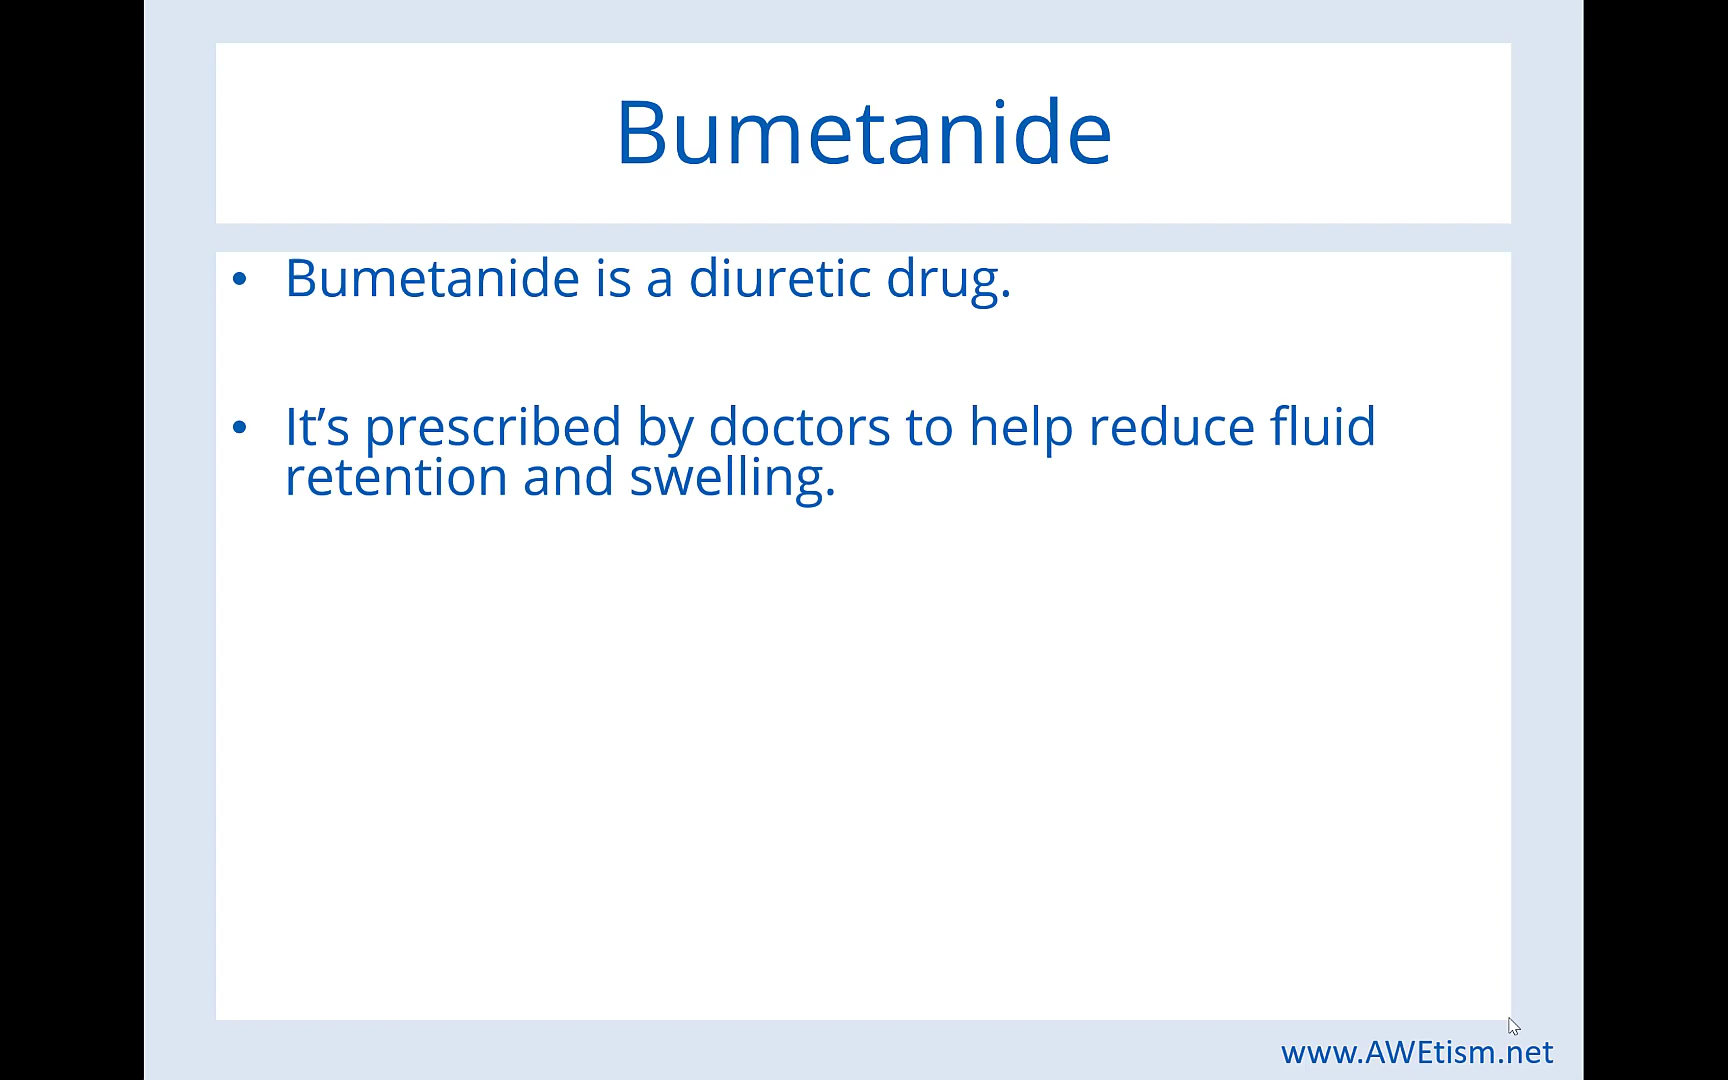 Bumetanide
• Bumetanide is a diuretic drug.
• It’s prescribed by doctors to help reduce fluid
retention and swelling.
www.AWEtism.net